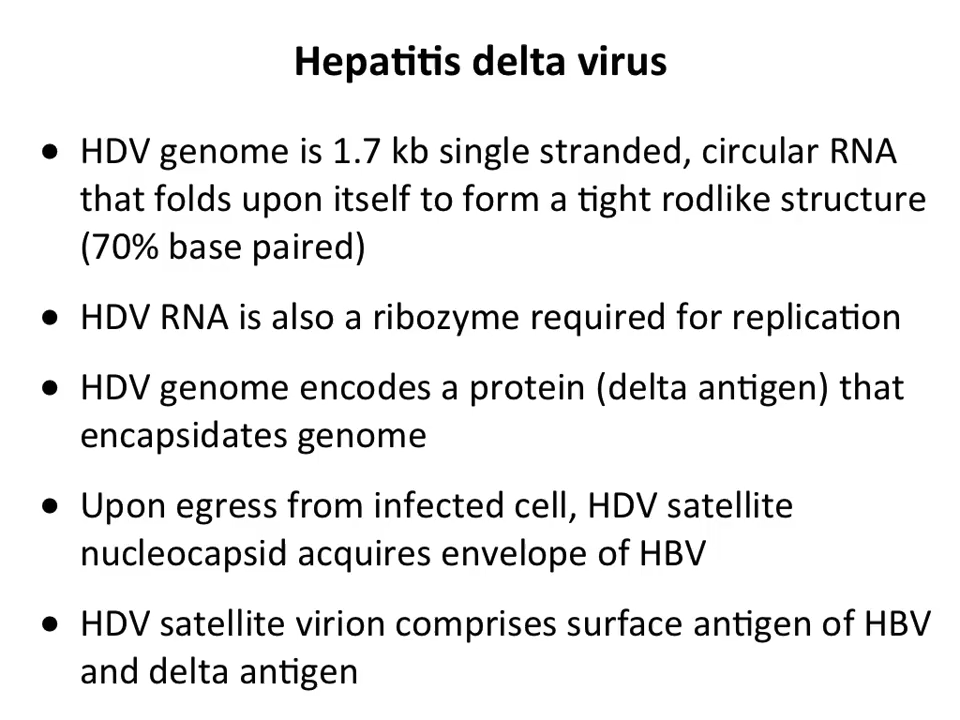 Hepatitis delta virus
● HDV genome is 1.7 kb single stranded, circular RNA
that folds upon itself to form a tight rodlike structure
(70% base paired)
● HDV RNA is also a ribozyme required for replication
● HDV genome encodes a protein (delta antigen) that
encapsidates genome
● Upon egress from infected cell, HDV satellite
nucleocapsid acquires envelope of HBV
● HDV satellite virion comprises surface antigen of HBV
and delta antigen